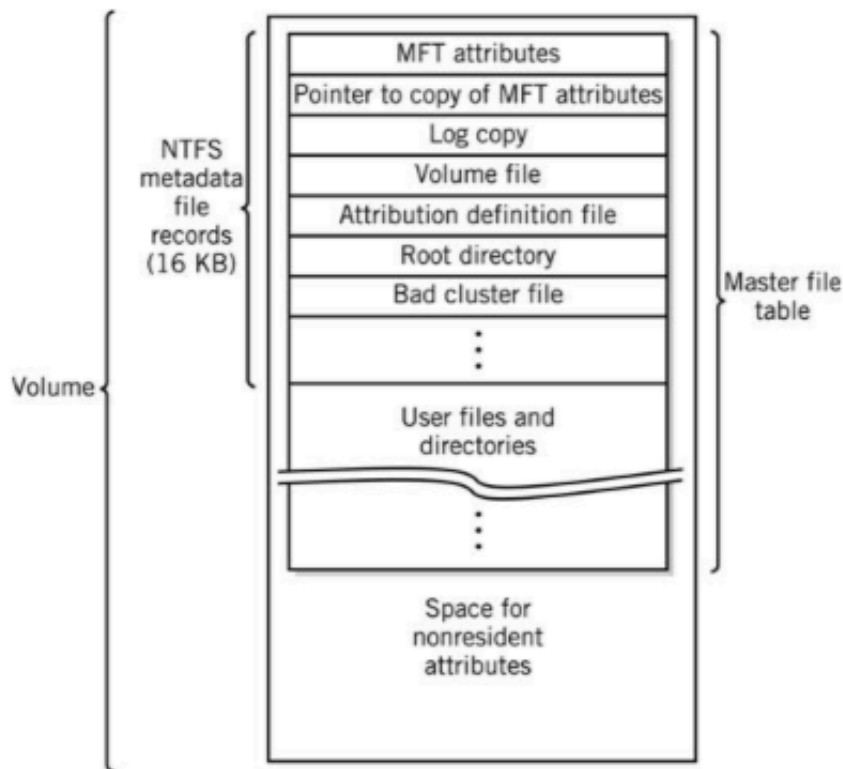 MFT attributes
Pointer to copy of MFT attributes
Log copy
Volume file
Attribution definition file
Root directory
Bad cluster file
NTFS
metadata
file
records
(16 KB)
Master file
table
Volume
User files and
directories
Space for
nonresident
attributes